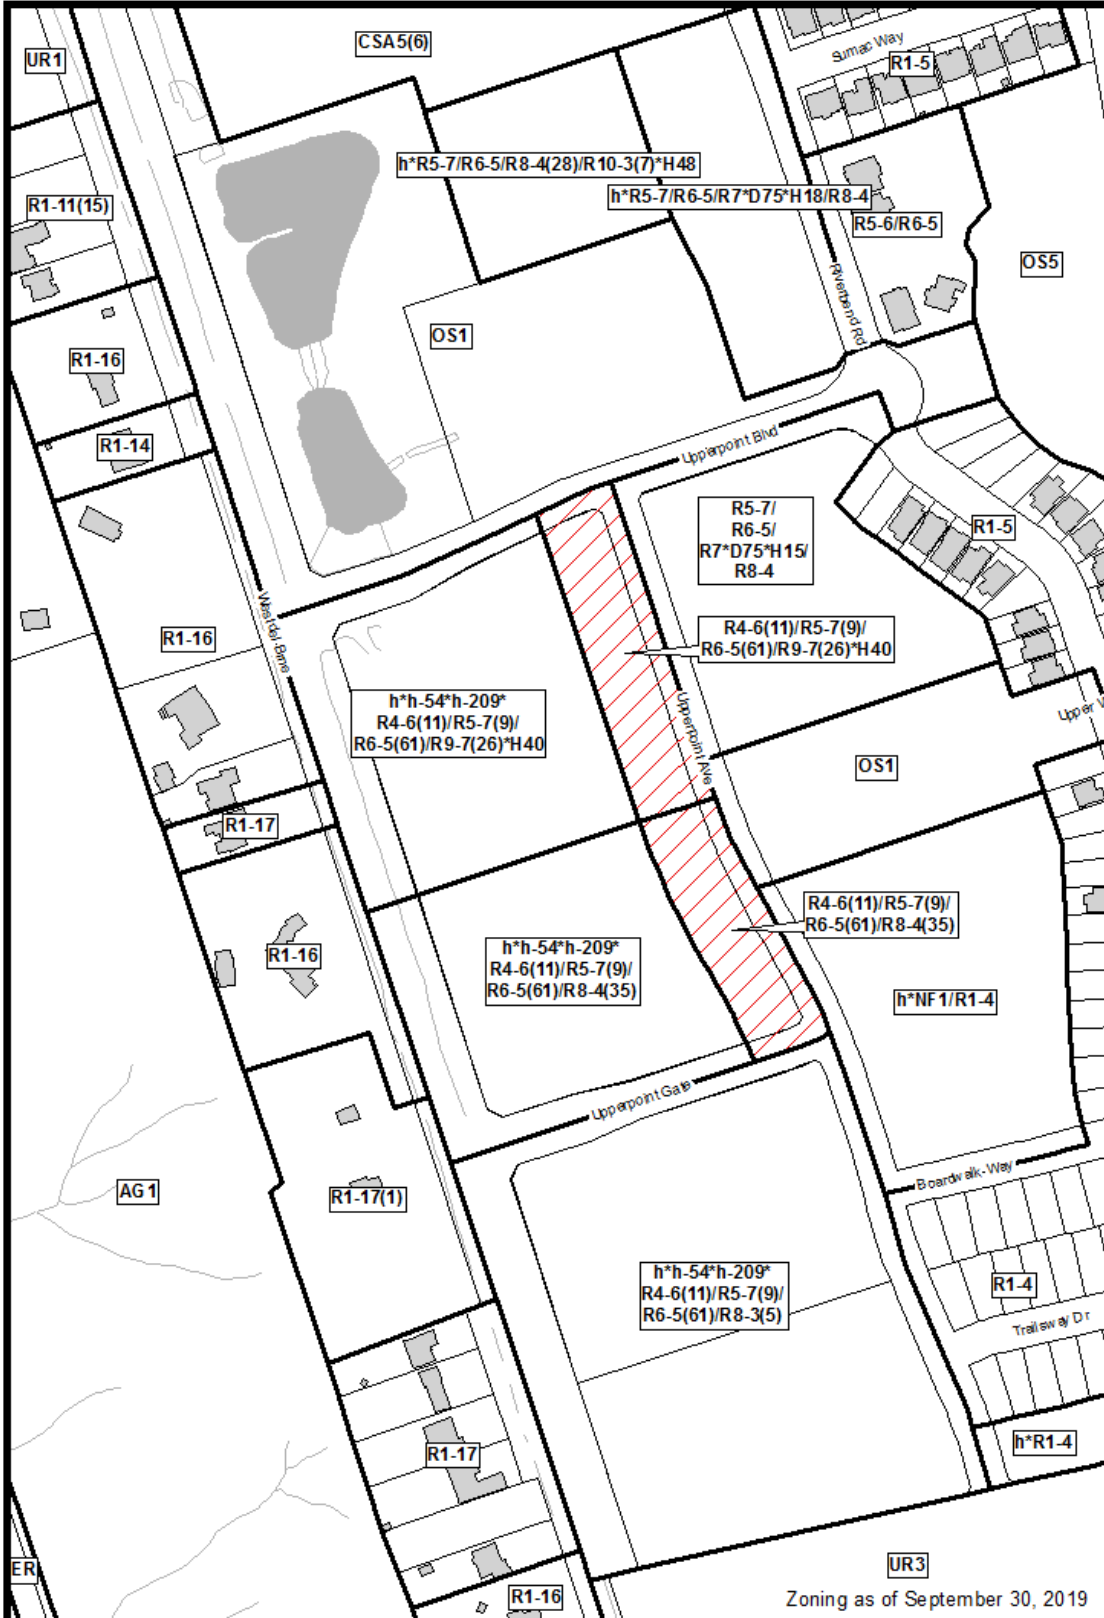 CSA5(6)
UR1
Sumac Way
R1-5
h*R5-7/R6-5/R8-4(28)/R10-3(7)*H48
h*R5-7/R6-5/R7*D75*H18/R8-4
R1-11(15)
R5-6/R6-5
OS5
Riverbend Rd
OS1
R1-16
R1-14
Upperpoint Blvd
R5-7/
R6-5/
R7*D75*H15/
R8-4
R1-5
Westdel Brne
R1-16
R4-6(11)/R5-7(9)/
R6-5(61)/R9-7(26)*H40
h*h-54*h-209*
R4-6(11)/R5-7(9)/
R6-5(61)/R9-7(26)*H40
Upperpoint Ave
Upper
OS1
R1-17
R4-6(11)/R5-7(9)/
R6-5(61)/R8-4(35)
R1-16
h*h-54*h-209*
R4-6(11)/R5-7(9)/
R6-5(61)/R8-4(35)
h*NF1/R1-4
Upperpoint Gate
Boardwalk Way
AG1
R1-17(1)
h*h-54*h-209*
R4-6(11)/R5-7(9)/
R6-5(61)/R8-3(5)
R1-4
Trailsway Dr
R1-17
h*R1-4
ER
UR3
R1-16
Zoning as of September 30, 2019